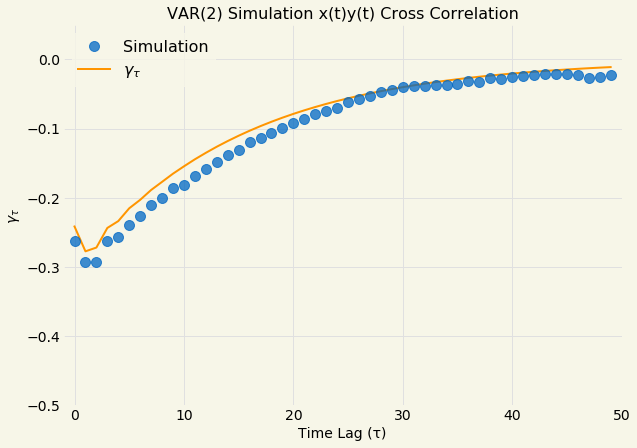 VAR(2) Simulation x(t)y(t) Cross Correlation
Simulation
γτ
0.0
−0.1
−0.2
−0.3
−0.4
−0.5
γτ
0 10 20 30 40 50
Time Lag (τ)